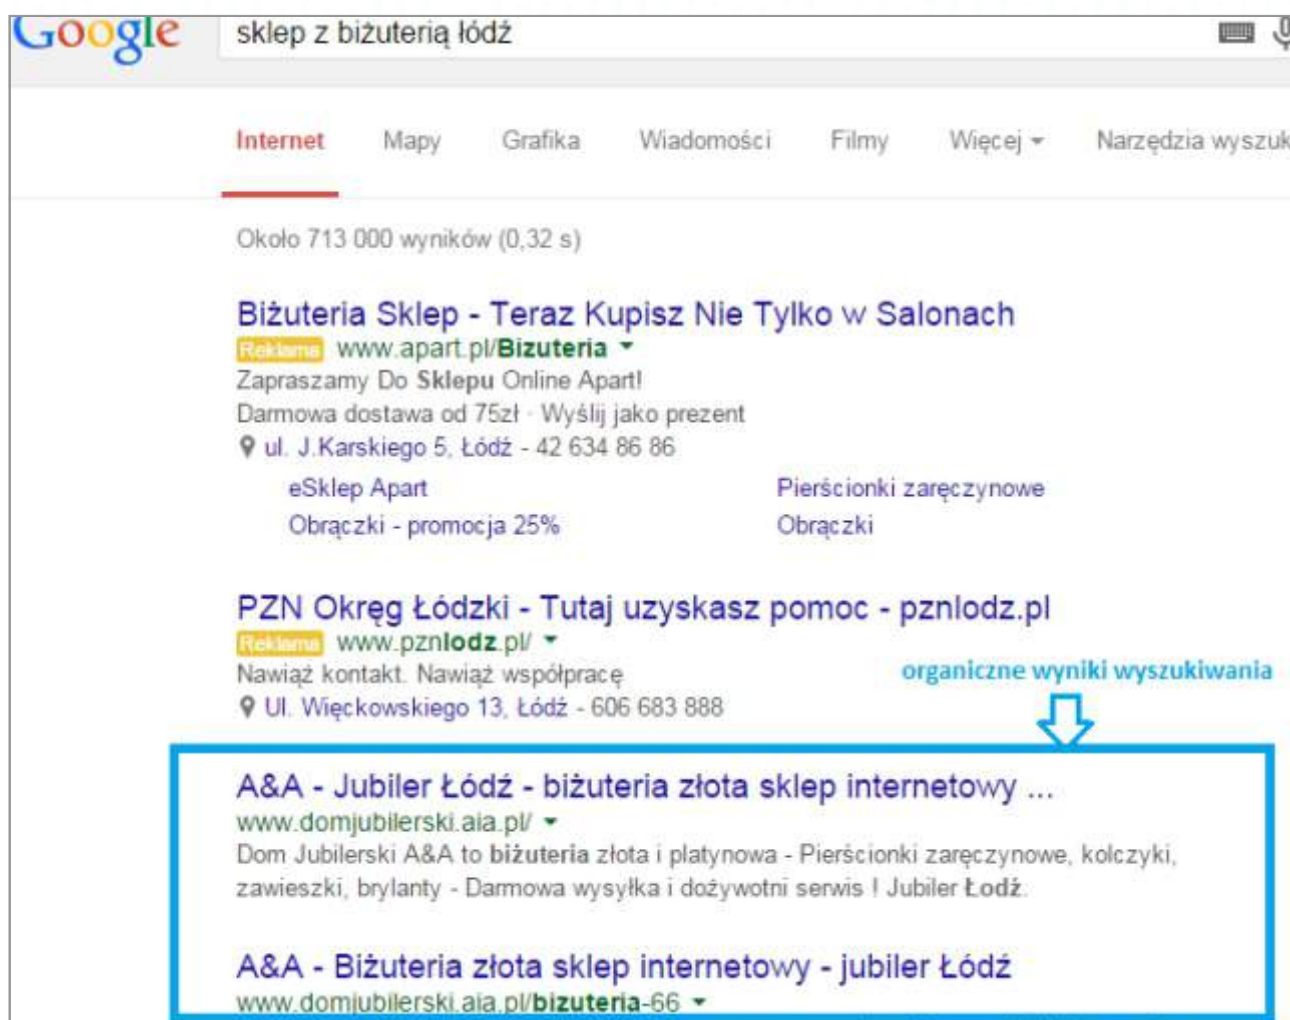 Google sklep z biżuterią łódź
Internet Mapy Grafika Wiadomości Filmy Więcej Narzędzia wyszuk
Około 713 000 wyników (0,32 s)
Biżuteria Sklep - Teraz Kupisz Nie Tylko w Salonach
Reklama www.apart.pl/Bizuteria
Zapraszamy Do Sklepu Online Apart!
Darmowa dostawa od 75zł · Wyślij jako prezent
ul. J.Karskiego 5, Łódź - 42 634 86 86
eSklep Apart Pierścionki zaręczynowe
Obrączki - promocja 25% Obrączki
PZN Okręg Łódzki - Tutaj uzyskasz pomoc - pznlodz.pl
Reklama www.pznlodz.pl/
Nawiąż kontakt. Nawiąż współpracę
organiczne wyniki wyszukiwania
Ul. Więckowskiego 13, Łódź - 606 683 888
A&A - Jubiler Łódź - biżuteria złota sklep internetowy ...
www.domjubilerski.aia.pl/
Dom Jubilerski A&A to biżuteria złota i platynowa - Pierścionki zaręczynowe, kolczyki,
zawieszki, brylanty - Darmowa wysyłka i dożywotni serwis ! Jubiler Łodź.
A&A - Biżuteria złota sklep internetowy - jubiler Łódź
www.domjubilerski.aia.pl/bizuteria-66